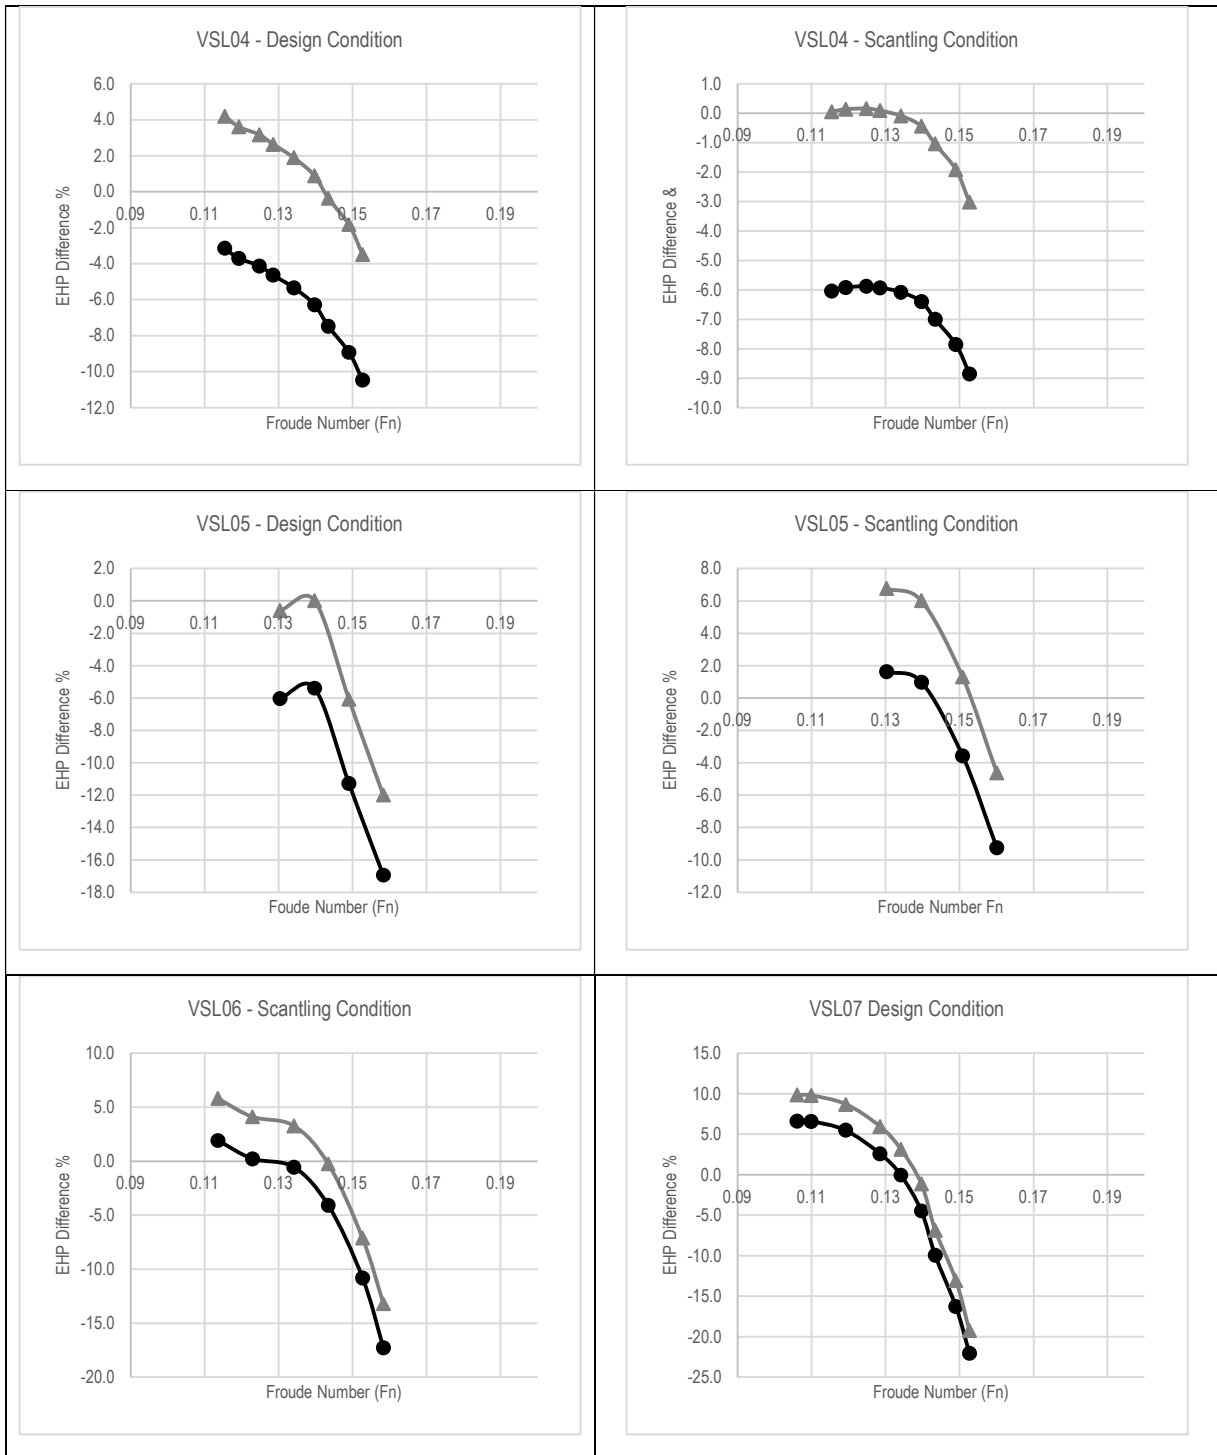 VSL04 - Design Condition
6.0
4.0
2.0
0.0
-2.0
-4.0
-6.0
-8.0
-10.0
-12.0
0.09 0.11 0.13 0.15 0.17 0.19
EHP Difference %
Froude Number (Fn)
VSL04 - Scantling Condition
1.0
0.0
-1.0
-2.0
-3.0
-4.0
-5.0
-6.0
-7.0
-8.0
-9.0
-10.0
0.09 0.11 0.13 0.15 0.17 0.19
EHP Difference &
Froude Number (Fn)
VSL05 - Design Condition
2.0
0.0
-2.0
-4.0
-6.0
-8.0
-10.0
-12.0
-14.0
-16.0
-18.0
0.09 0.11 0.13 0.15 0.17 0.19
EHP Difference %
Foude Number (Fn)
VSL05 - Scantling Condition
8.0
6.0
4.0
2.0
0.0
-2.0
-4.0
-6.0
-8.0
-10.0
-12.0
0.09 0.11 0.13 0.15 0.17 0.19
EHP Difference %
Froude Number Fn
VSL06 - Scantling Condition
10.0
5.0
0.0
-5.0
-10.0
-15.0
-20.0
0.09 0.11 0.13 0.15 0.17 0.19
EHP Difference %
Froude Number (Fn)
VSL07 Design Condition
15.0
10.0
5.0
0.0
-5.0
-10.0
-15.0
-20.0
-25.0
0.09 0.11 0.13 0.15 0.17 0.19
EHP Difference %
Froude Number (Fn)